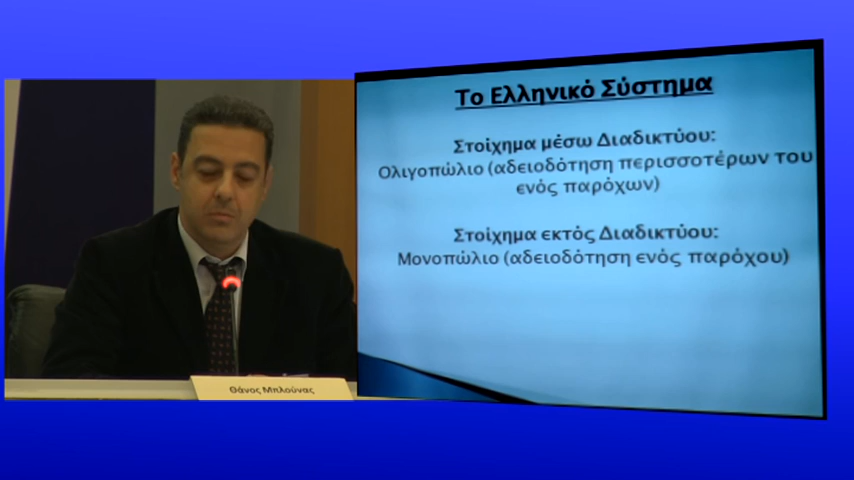 Το Ελληνικό Σύστημα
Στοίχημα μέσω Διαδικτύου:
Ολιγοπώλιο (αδειοδότηση περισσοτέρων του
ενός παρόχων)
Στοίχημα εκτός Διαδικτύου:
Μονοπώλιο (αδειοδότηση ενός παρόχου)
Θάνος Μπλούνας